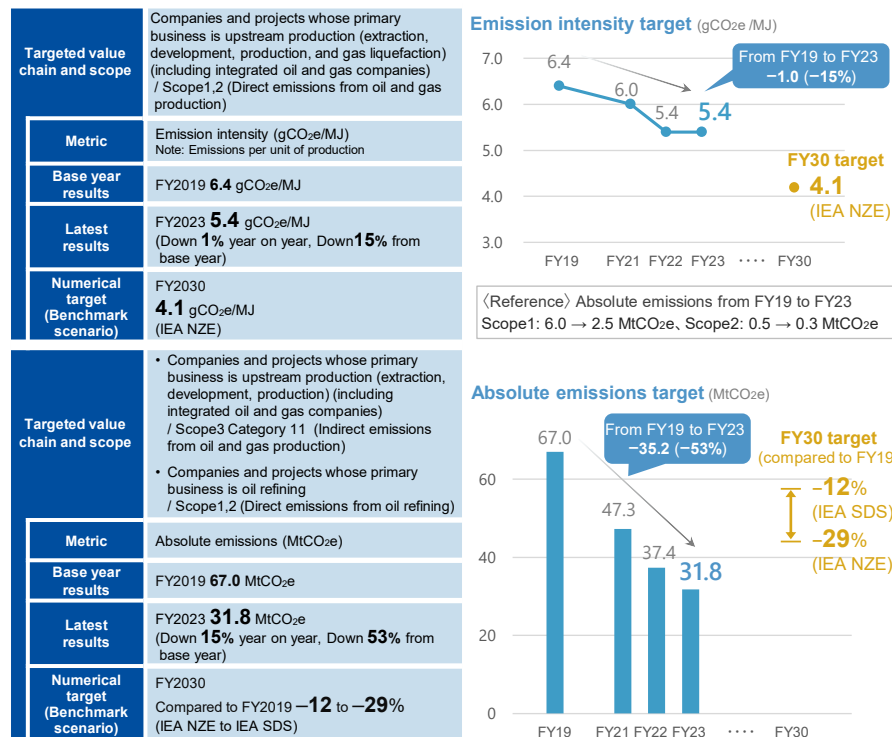 Targeted value
chain and scope
Companies and projects whose primary
business is upstream production (extraction,
development, production, and gas liquefaction)
(including integrated oil and gas companies)
/ Scope1,2 (Direct emissions from oil and gas
production)
Metric
Emission intensity (gCO2e/MJ)
Note: Emissions per unit of production
Base year
results
FY2019 6.4 gCO2e/MJ
Latest
results
FY2023 5.4 gCO2e/MJ
(Down 1% year on year, Down15% from
base year)
Numerical
target
(Benchmark
scenario)
FY2030
4.1 gCO2e/MJ
(IEA NZE)
Targeted value
chain and scope
• Companies and projects whose primary
business is upstream production (extraction,
development, production) (including
integrated oil and gas companies)
/ Scope3 Category 11 (Indirect emissions
from oil and gas production)
• Companies and projects whose primary
business is oil refining
/ Scope1,2 (Direct emissions from oil refining)
Metric
Absolute emissions (MtCO2e)
Base year
results
FY2019 67.0 MtCO2e
Latest
results
FY2023 31.8 MtCO2e
(Down 15% year on year, Down 53% from
base year)
Numerical
target
(Benchmark
scenario)
FY2030
Compared to FY2019 –12 to –29%
(IEA NZE to IEA SDS)
Emission intensity target (gCO2e /MJ)
7.0
6.0
5.0
4.0
3.0
6.4
6.0
5.4
5.4
From FY19 to FY23
–1.0 (–15%)
FY30 target
4.1
(IEA NZE)
FY19 FY21 FY22 FY23 ···· FY30
〈Reference〉 Absolute emissions from FY19 to FY23
Scope1: 6.0 → 2.5 MtCO2e、Scope2: 0.5 → 0.3 MtCO2e
Absolute emissions target (MtCO2e)
60
40
20
0
67.0
47.3
37.4
31.8
From FY19 to FY23
–35.2 (–53%)
FY30 target
(compared to FY19
–12%
(IEA SDS)
–29%
(IEA NZE)
FY19 FY21 FY22 FY23 ···· FY30